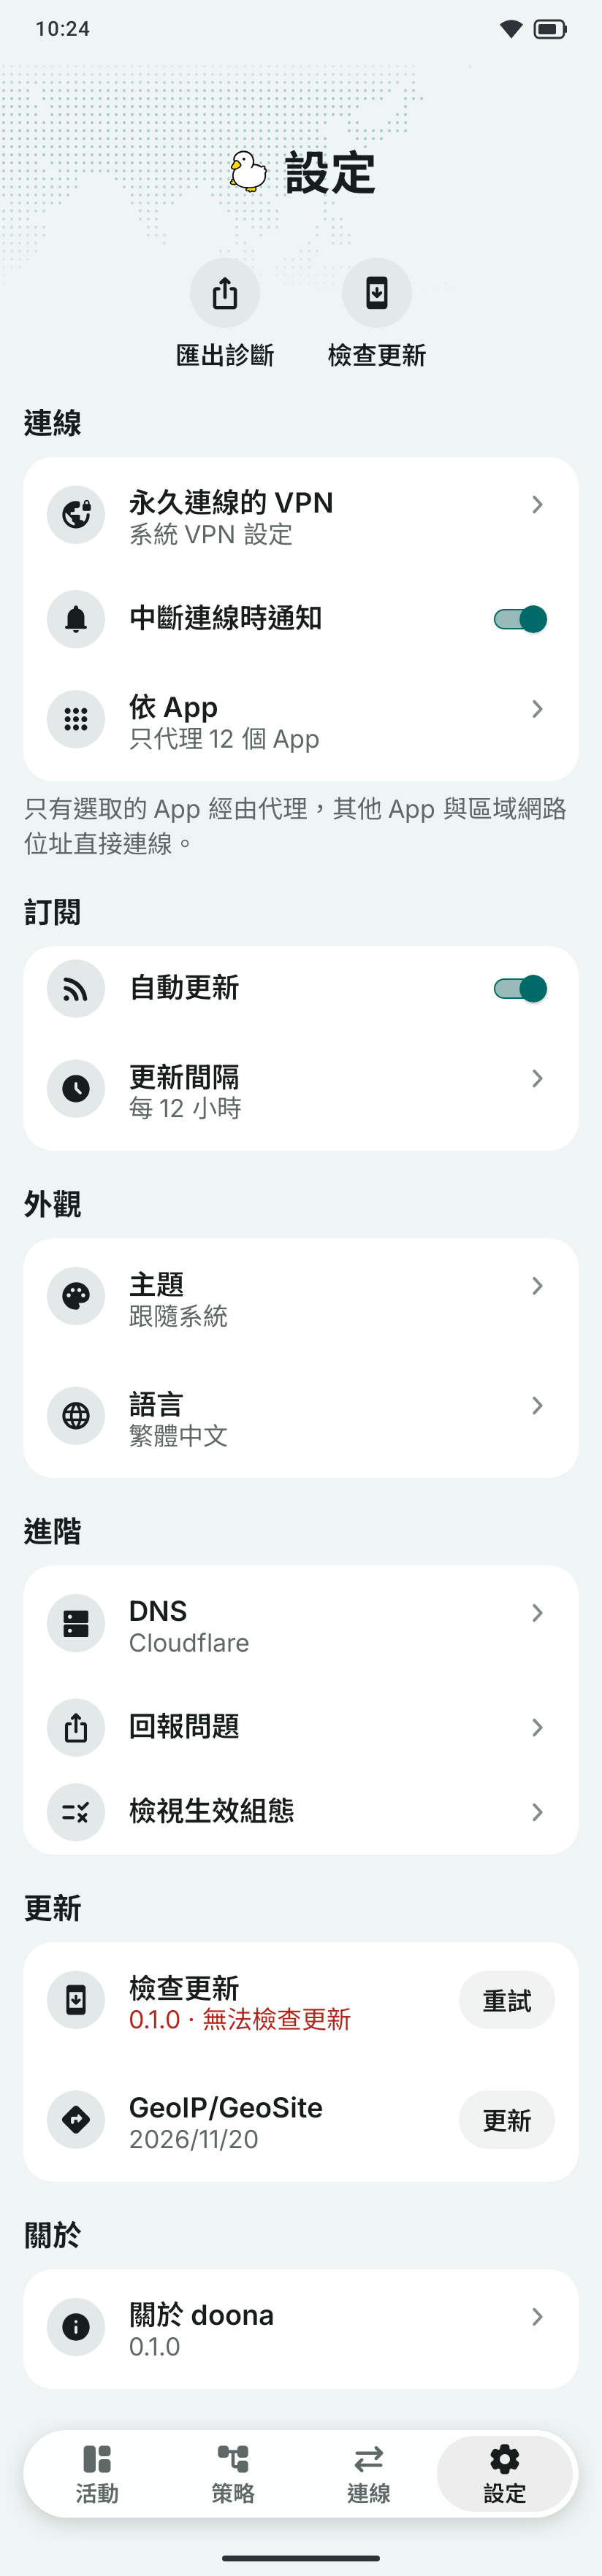 10:24
設定
匯出診斷
檢查更新
連線
永久連線的 VPN
系統 VPN 設定
中斷連線時通知
依 App
只代理 12 個 App
只有選取的 App 經由代理，其他 App 與區域網路
位址直接連線。
訂閱
自動更新
更新間隔
每 12 小時
外觀
主題
跟隨系統
語言
繁體中文
進階
DNS
Cloudflare
回報問題
檢視生效組態
更新
檢查更新
0.1.0 · 無法檢查更新
重試
GeoIP/GeoSite
2026/11/20
更新
關於
關於 doona
0.1.0
活動
策略
連線
設定